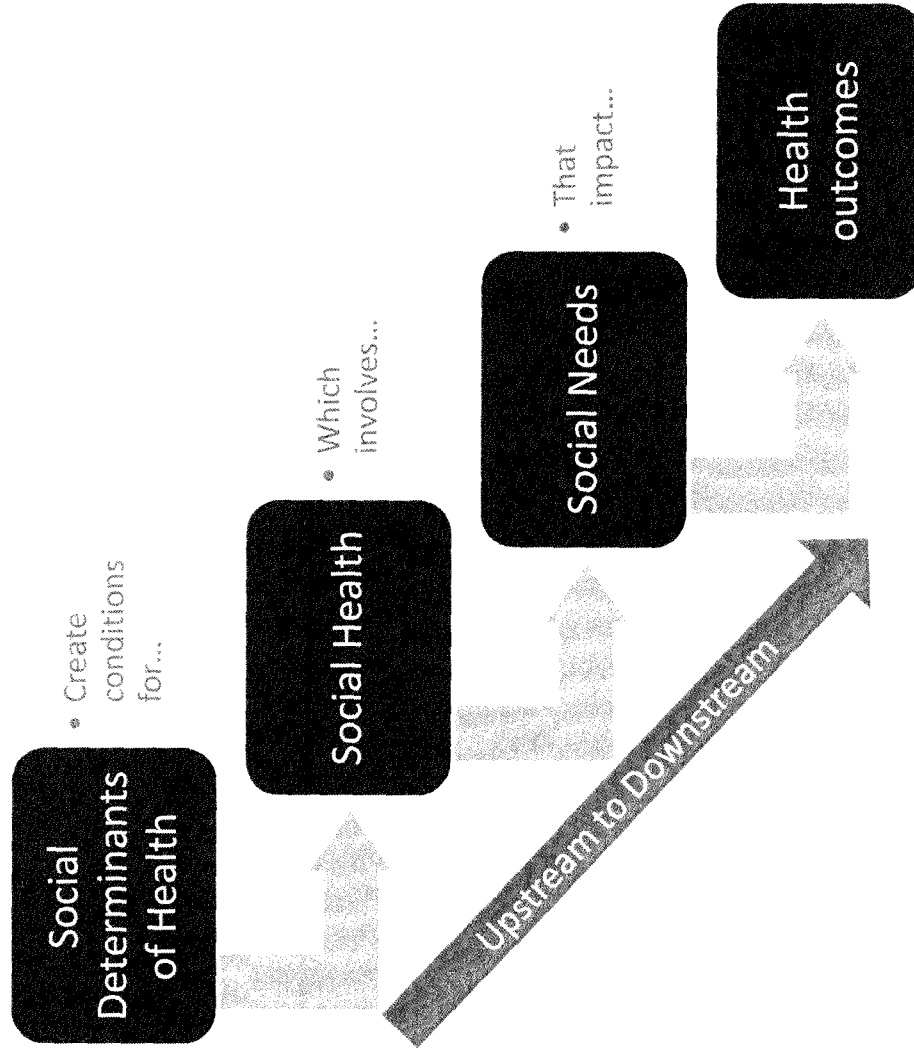 Social
Determinants
of Health
• Create
conditions
for...
Social Health
• Which
involves...
Social Needs
• That
impact...
Health
outcomes
Upstream to Downstream